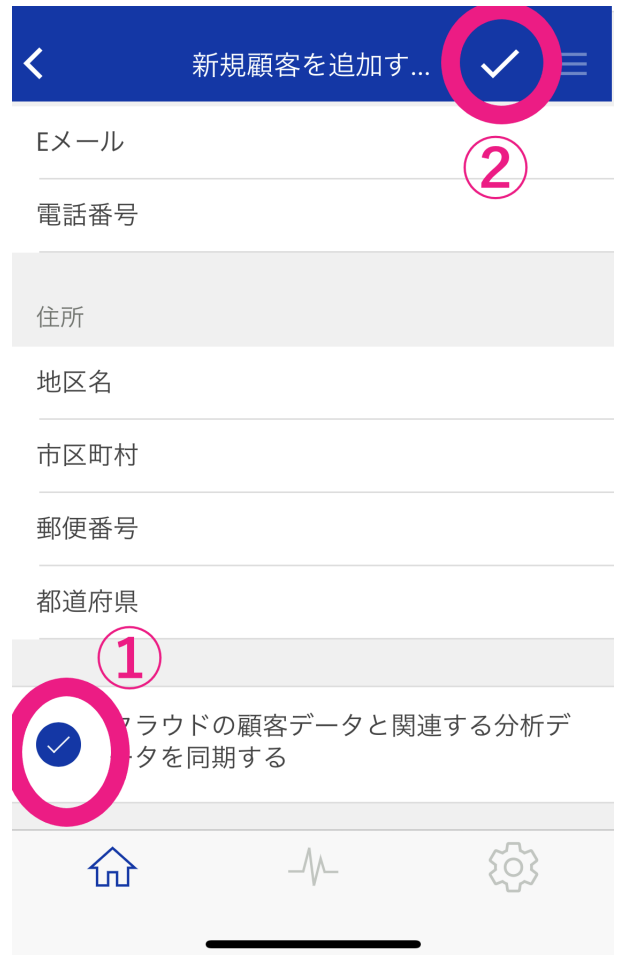 新規顧客を追加す...
Eメール
②
電話番号
住所
地区名
市区町村
郵便番号
都道府県
①
クラウドの顧客データと関連する分析デ
ータを同期する